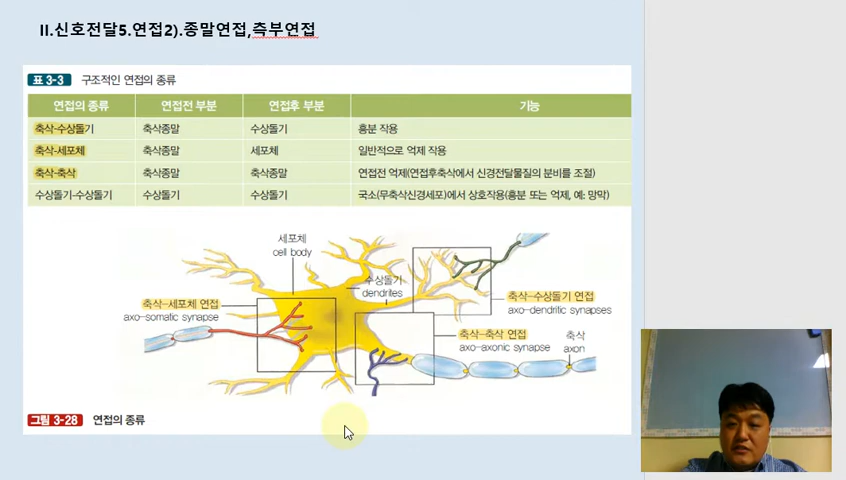 II.신호전달5.연접2).종말연접,측부연접
표 3-3 구조적인 연접의 종류
연접의 종류 연접전 부분 연접후 부분 기능
축삭-수상돌기 축삭종말 수상돌기 흥분 작용
축삭-세포체 축삭종말 세포체 일반적으로 억제 작용
축삭-축삭 축삭종말 축삭종말 연접전 억제(연접후축삭에서 신경전달물질의 분비를 조절)
수상돌기-수상돌기 수상돌기 수상돌기 국소(무축삭신경세포)에서 상호작용(흥분 또는 억제, 예: 망막)
세포체
cell body
수상돌기
dendrites
축삭-세포체 연접
axo-somatic synapse
축삭-수상돌기 연접
axo-dendritic synapses
축삭-축삭 연접
axo-axonic synapse
축삭
axon
그림 3-28 연접의 종류